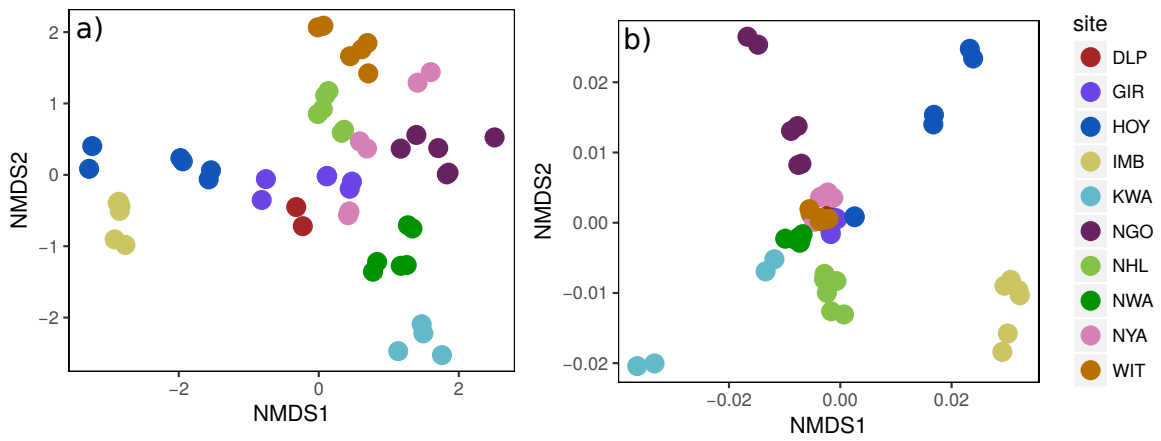 a)
2
1
0
−1
−2
NMDS2
−2
0
2
NMDS1
b)
0.02
0.01
0.00
−0.01
−0.02
NMDS2
−0.02
0.00
0.02
NMDS1
site
DLP
GIR
HOY
IMB
KWA
NGO
NHL
NWA
NYA
WIT